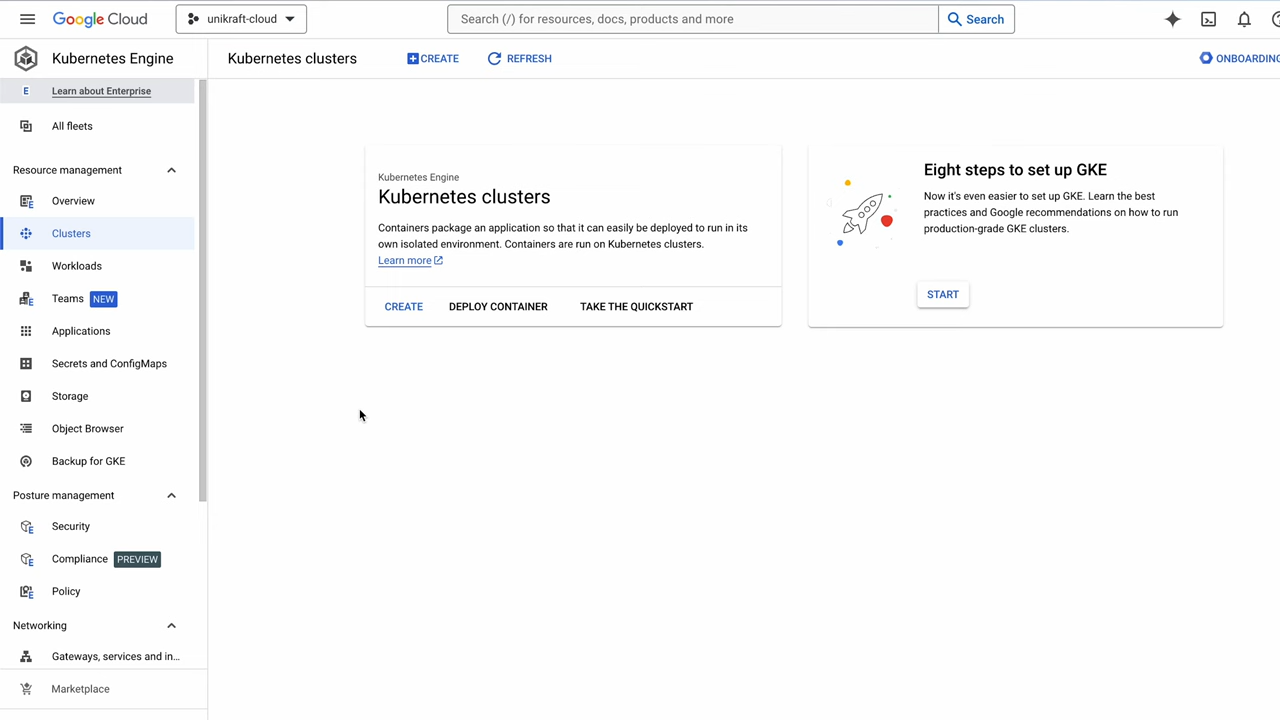 Google Cloud
unikraft-cloud
Search (/) for resources, docs, products and more
Search
Kubernetes Engine
Kubernetes clusters
CREATE
REFRESH
ONBOARDING
E
Learn about Enterprise
All fleets
Resource management
Overview
Clusters
Workloads
Teams NEW
Applications
Secrets and ConfigMaps
Storage
Object Browser
Backup for GKE
Posture management
Security
Compliance PREVIEW
Policy
Networking
Gateways, services and in...
Marketplace
Kubernetes Engine
Kubernetes clusters
Containers package an application so that it can easily be deployed to run in its
own isolated environment. Containers are run on Kubernetes clusters.
Learn more
CREATE
DEPLOY CONTAINER
TAKE THE QUICKSTART
Eight steps to set up GKE
Now it's even easier to set up GKE. Learn the best
practices and Google recommendations on how to run
production-grade GKE clusters.
START